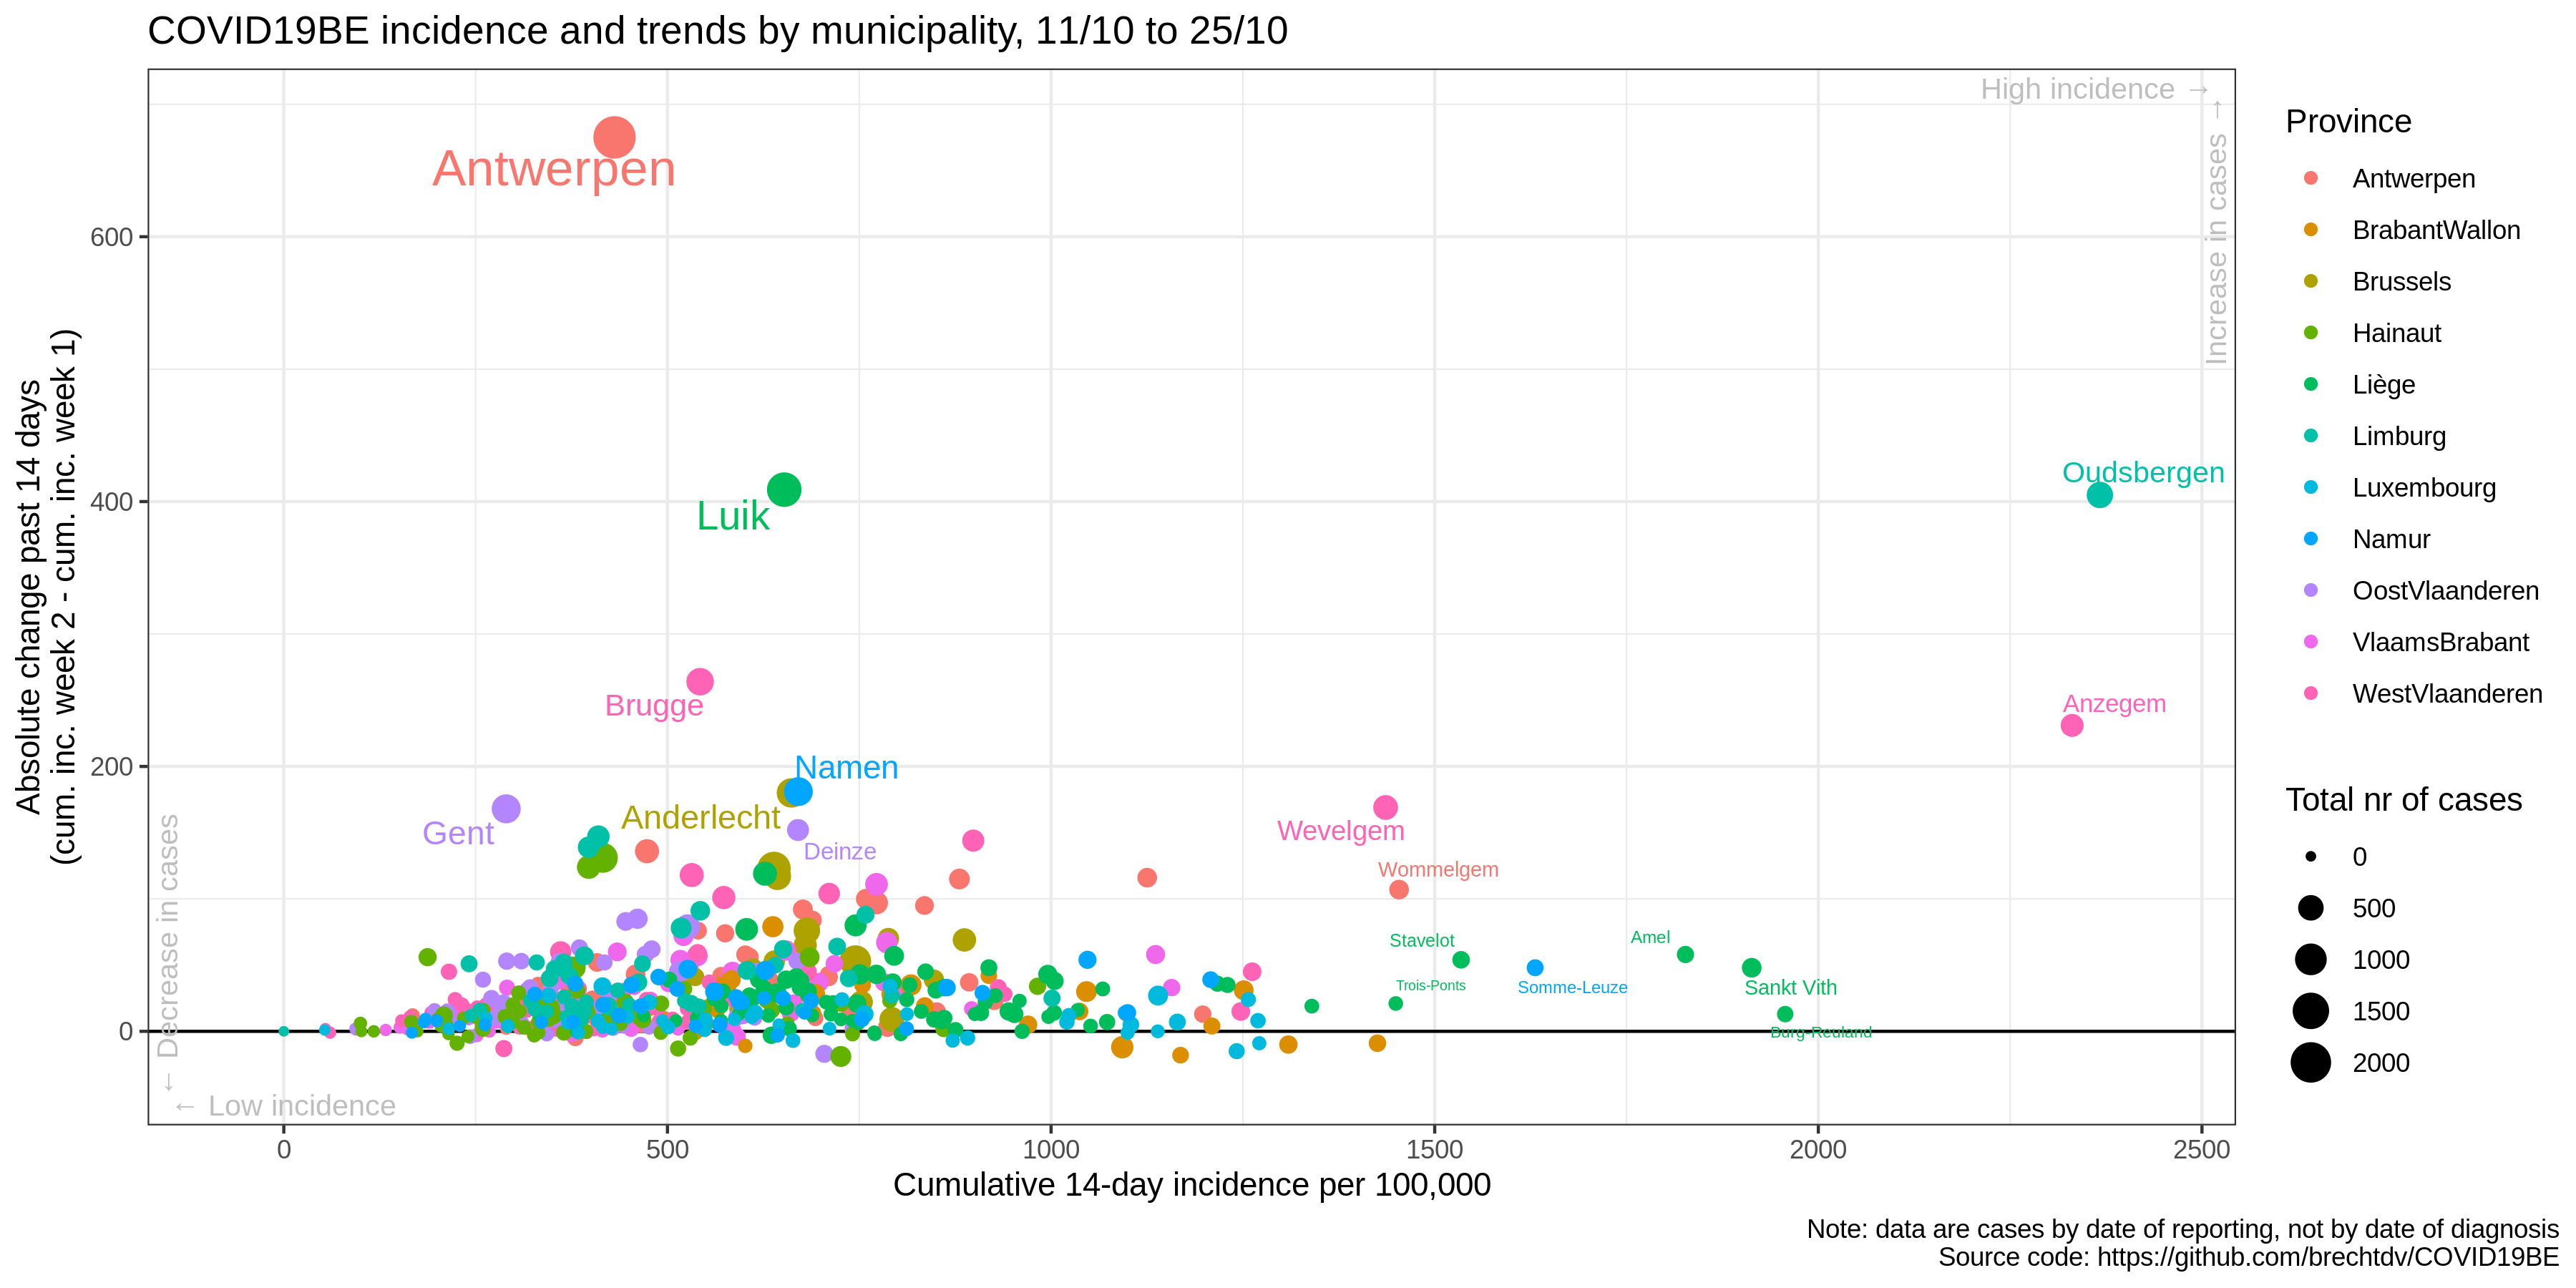 COVID19BE incidence and trends by municipality, 11/10 to 25/10
High incidence →
Increase in cases →
Antwerpen
Luik
Oudsbergen
Brugge
Anzegem
Namen
Anderlecht
Gent
Deinze
Wevelgem
Wommelgem
Stavelot
Amel
Trois-Ponts
Somme-Leuze
Sankt Vith
Burg-Reuland
← Decrease in cases
← Low incidence
600
400
200
0
Absolute change past 14 days
(cum. inc. week 2 - cum. inc. week 1)
0
500
1000
1500
2000
2500
Cumulative 14-day incidence per 100,000
Province
Antwerpen
BrabantWallon
Brussels
Hainaut
Liège
Limburg
Luxembourg
Namur
OostVlaanderen
VlaamsBrabant
WestVlaanderen
Total nr of cases
0
500
1000
1500
2000
Note: data are cases by date of reporting, not by date of diagnosis
Source code: https://github.com/brechtdv/COVID19BE